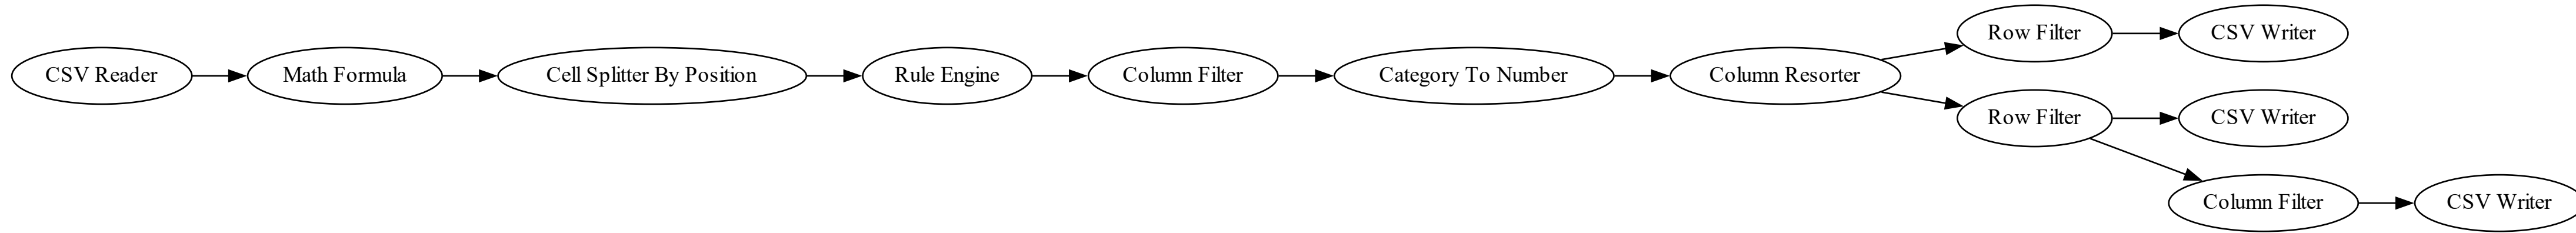 CSV Reader
Math Formula
Cell Splitter By Position
Rule Engine
Column Filter
Category To Number
Column Resorter
Row Filter
CSV Writer
Row Filter
CSV Writer
Column Filter
CSV Writer